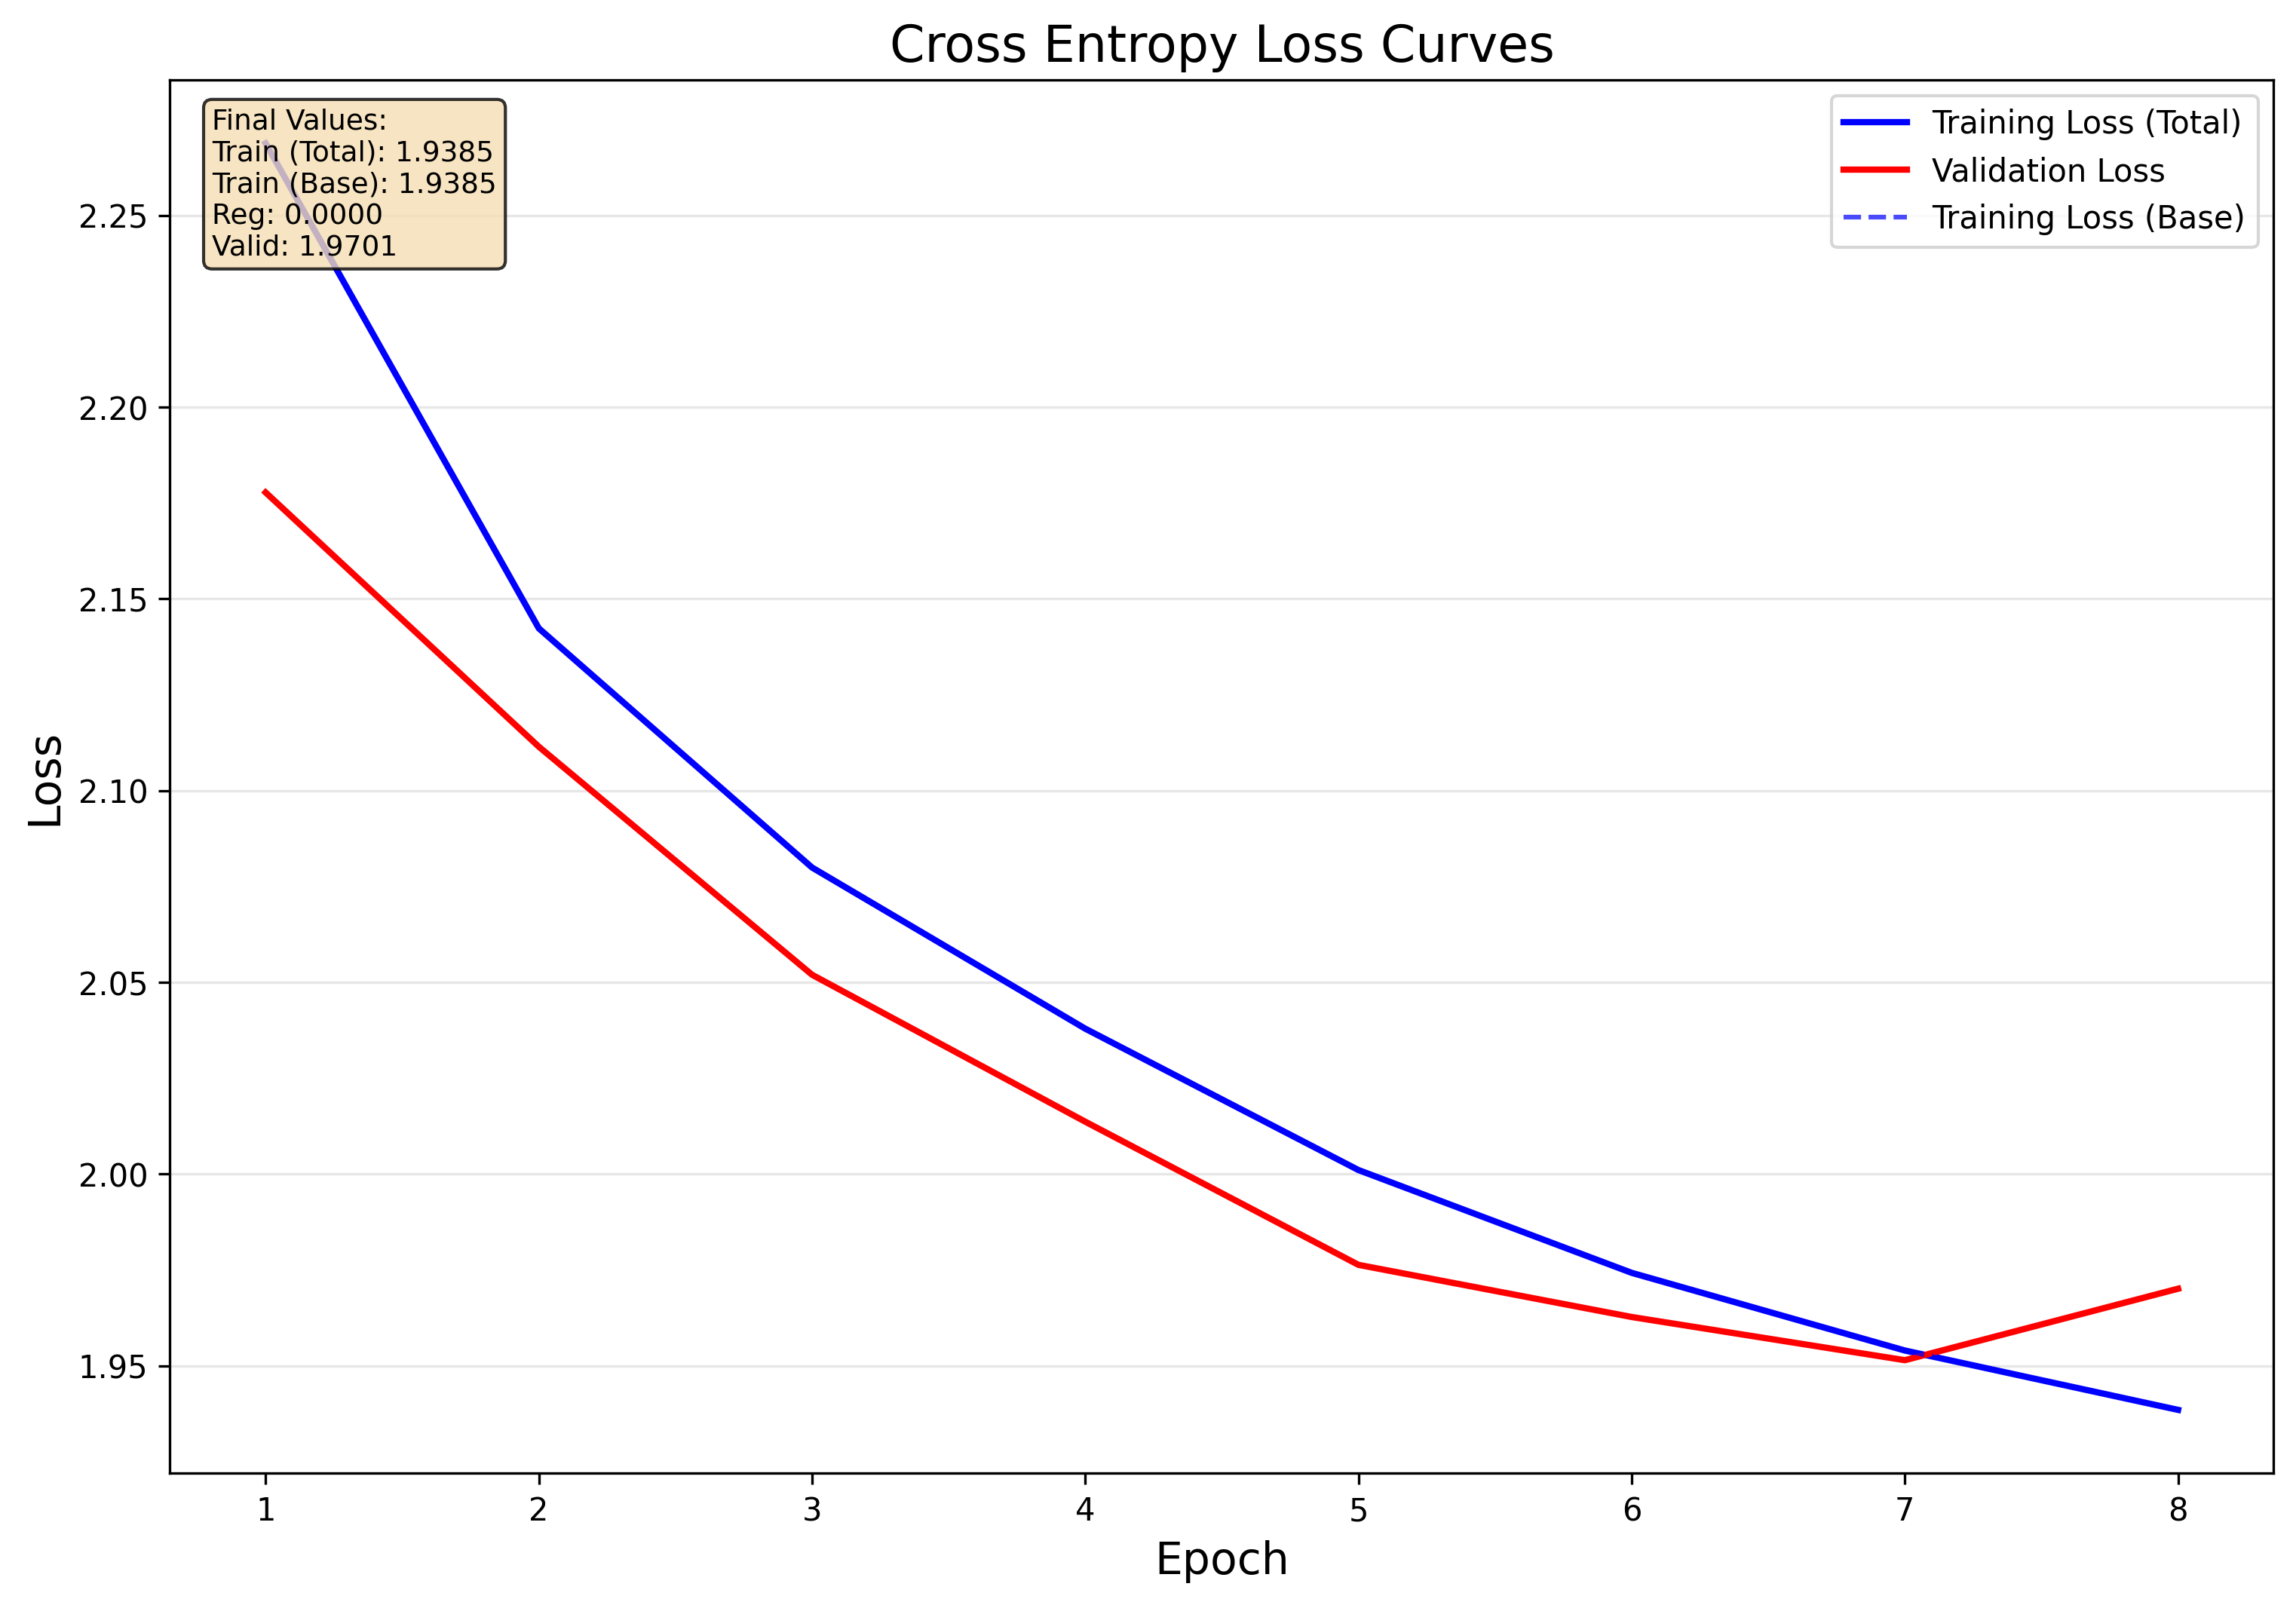 Cross Entropy Loss Curves
Final Values:
Train (Total): 1.9385
Train (Base): 1.9385
Reg: 0.0000
Valid: 1.9701
Training Loss (Total)
Validation Loss
Training Loss (Base)
2.25
2.20
2.15
2.10
2.05
2.00
1.95
Loss
1 2 3 4 5 6 7 8
Epoch